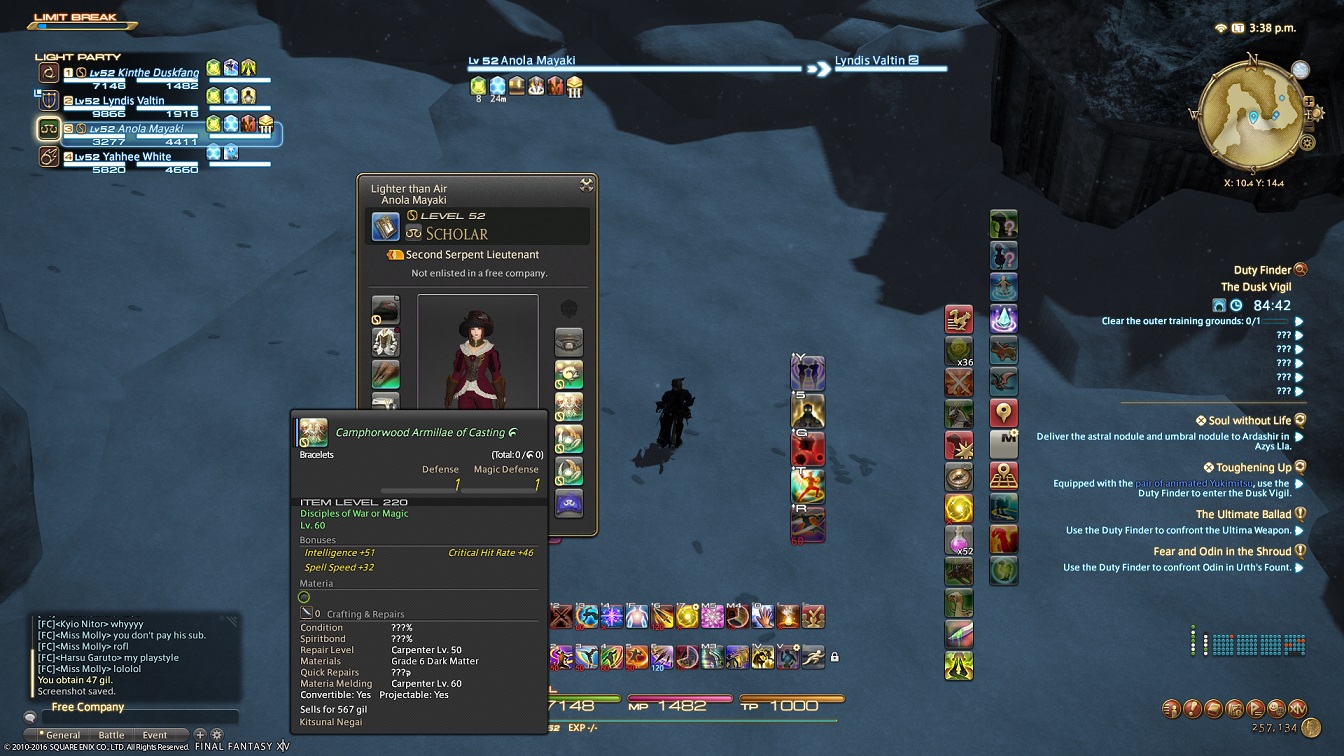 LIMIT BREAK
LIGHT PARTY
1 Lv52 Kinthe Duskfang
7148 1482
2 Lv52 Lyndis Valtin
9866 1918
3 Lv52 Anola Mayaki
3277 4411
4 Lv52 Yahhee White
5820 4660
Lv 52 Anola Mayaki
8 24m
Lyndis Valtin 2
LT 3:38 p.m.
N
W
S
X: 10.4 Y: 14.4
Lighter than Air
Anola Mayaki
LEVEL 52
SCHOLAR
Second Serpent Lieutenant
Not enlisted in a free company.
Camphorwood Armillae of Casting
Bracelets
(Total: 0 / 0)
Defense Magic Defense
1 1
ITEM LEVEL 220
Disciples of War or Magic
Lv. 60
Bonuses
Intelligence +51 Critical Hit Rate +46
Spell Speed +32
Materia
0 Crafting & Repairs
Condition ???%
Spiritbond ???%
Repair Level Carpenter Lv. 50
Materials Grade 6 Dark Matter
Quick Repairs ???
Material Melding Carpenter Lv. 60
Convertible: Yes Projectable: Yes
Sells for 567 gil
Kitsunal Negai
Duty Finder
The Dusk Vigil
84:42
Clear the outer training grounds: 0/1
???
???
???
???
???
Soul without Life
Deliver the astral nodule and umbral nodule to Ardashir in
Azys Lla.
Toughening Up
Equipped with the pair of animated Yukimitsu, use the
Duty Finder to enter the Dusk Vigil.
The Ultimate Ballad
Use the Duty Finder to confront the Ultima Weapon.
Fear and Odin in the Shroud
Use the Duty Finder to confront Odin in Urth's Fount.
x36
x52
Y
5
G
T
R
120
7148 MP 1482 TP 1000
52 EXP -/-
[FC]<Kyio Nitor> whyyyy
[FC]<Miss Molly> you don't pay his sub.
[FC]<Miss Molly> rofl
[FC]<Harsu Garuto> my playstyle
[FC]<Miss Molly> lololol
You obtain 47 gil.
Screenshot saved.
Free Company
General Battle Event
257,134
© 2010-2016 SQUARE ENIX CO., LTD. All Rights Reserved. FINAL FANTASY XIV